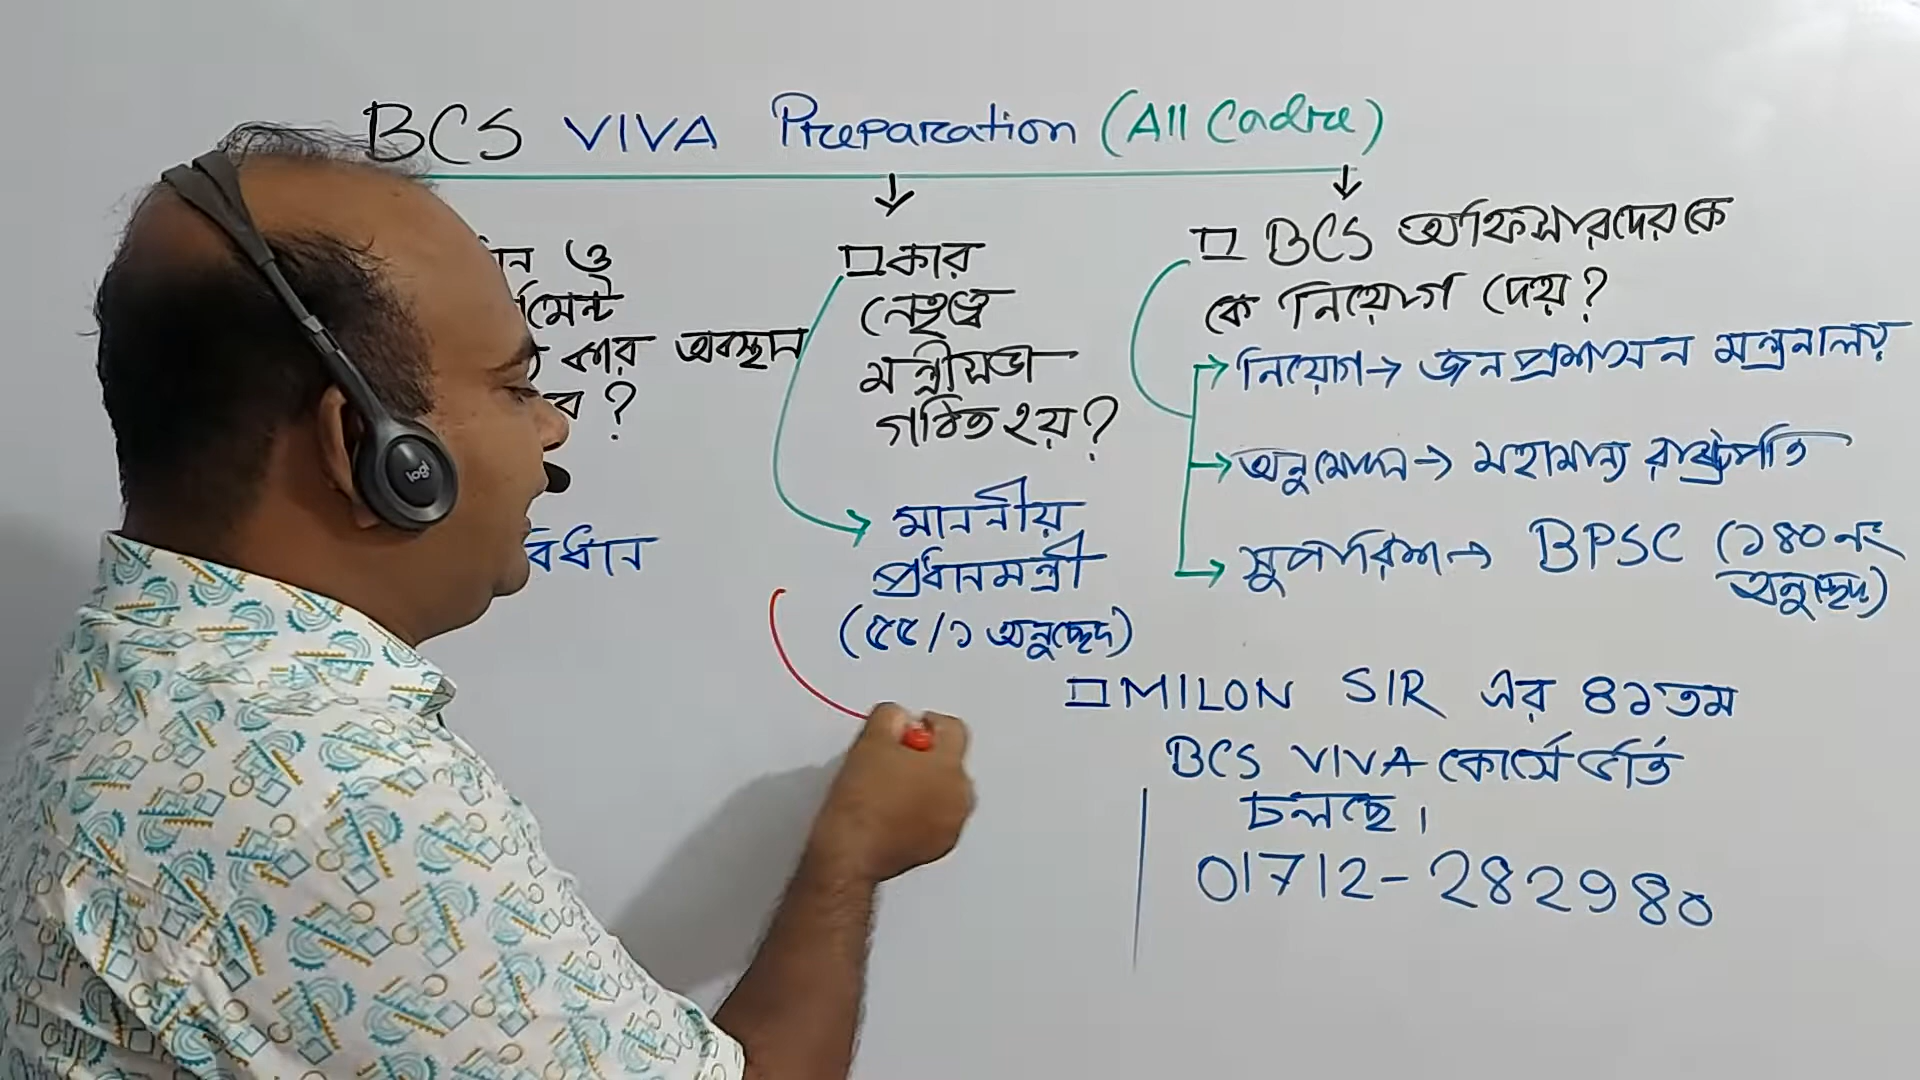 BCS VIVA Preparation (All Cadre)
ও
কার অবস্থান
?
□ কার
নেতৃত্বে
মন্ত্রীসভা
গঠিত হয়?
মাননীয়
প্রধানমন্ত্রী
(৫৫/১ অনুচ্ছেদ)
□ BCS অফিসারদেরকে
কে নিয়োগ দেয়?
নিয়োগ→ জনপ্রশাসন মন্ত্রনালয়
অনুমোদন→ মহামান্য রাষ্ট্রপতি
সুপারিশ→ BPSC (১৪০ নং
অনুচ্ছেদ)
□ MILON SIR এর ৪১তম
BCS VIVA কোর্সে ভর্তি
চলছে।
01712-282980
logi